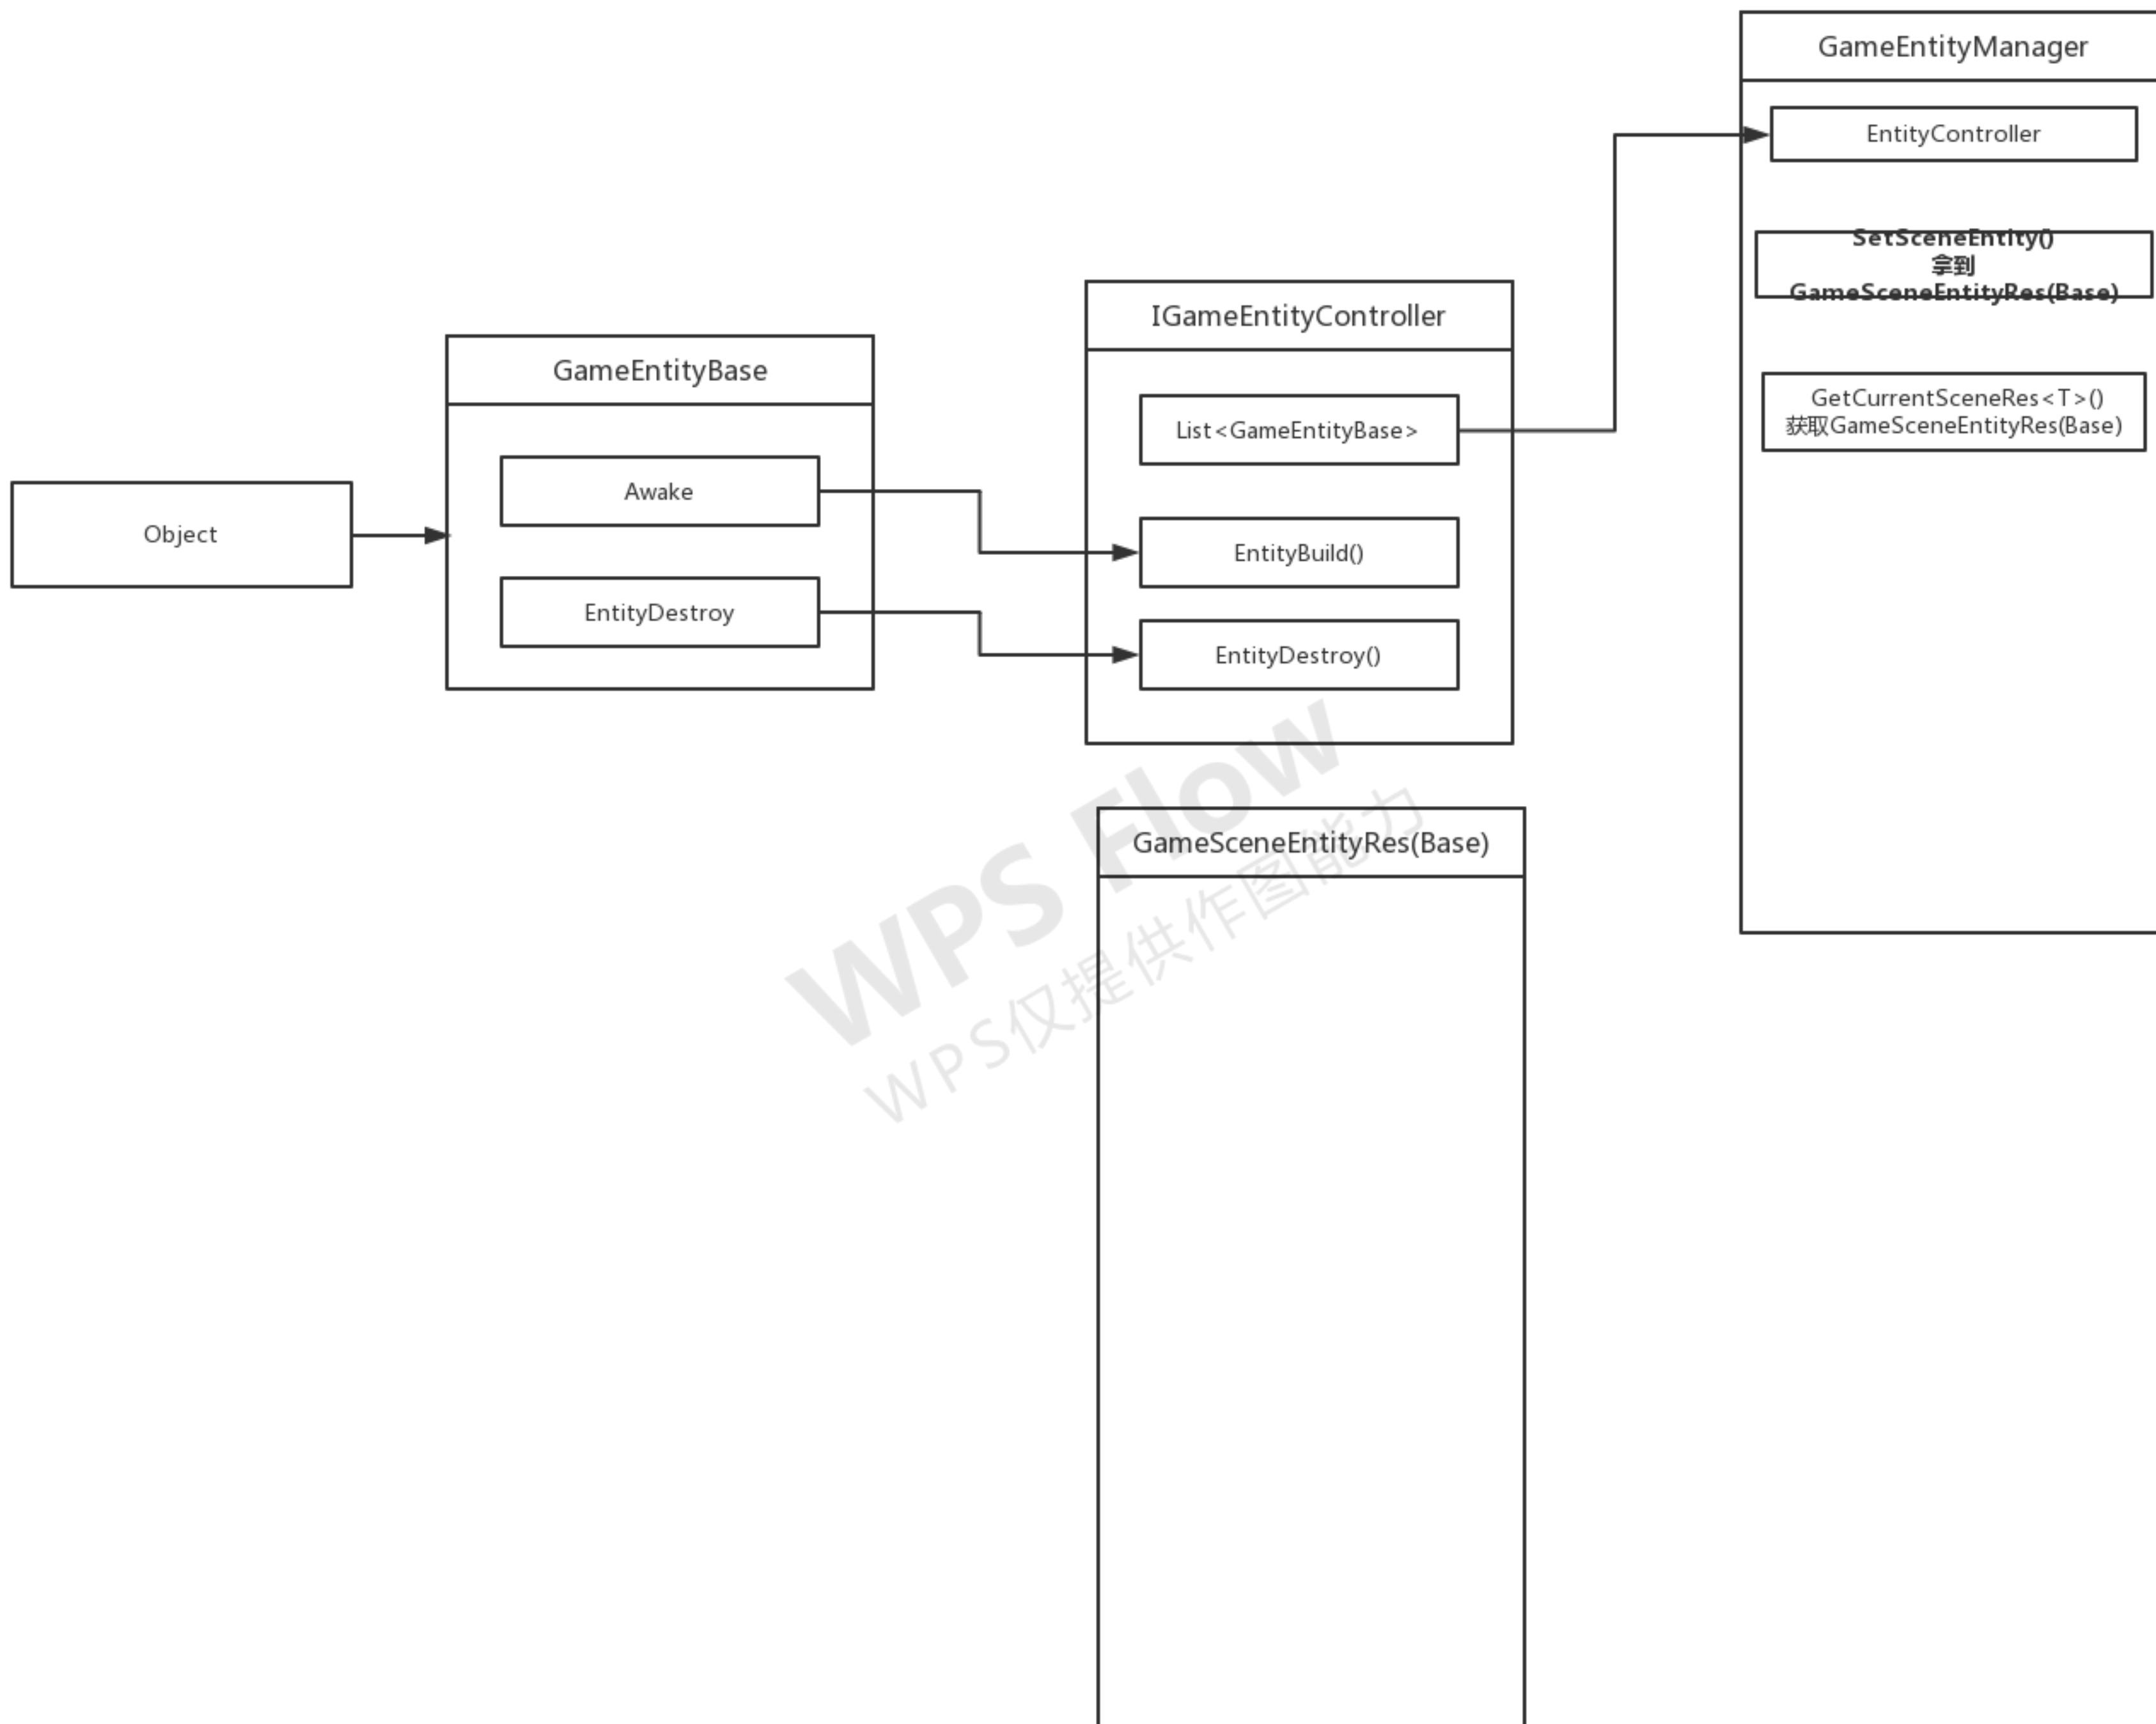 GameEntityManager
EntityController
SetSceneEntity()
拿到
GameSceneEntityRes(Base)
GetCurrentSceneRes<T>()
获取GameSceneEntityRes(Base)
IGameEntityController
List<GameEntityBase>
EntityBuild()
EntityDestroy()
GameEntityBase
Awake
EntityDestroy
Object
GameSceneEntityRes(Base)
WPS Flow
WPS仅提供作图能力